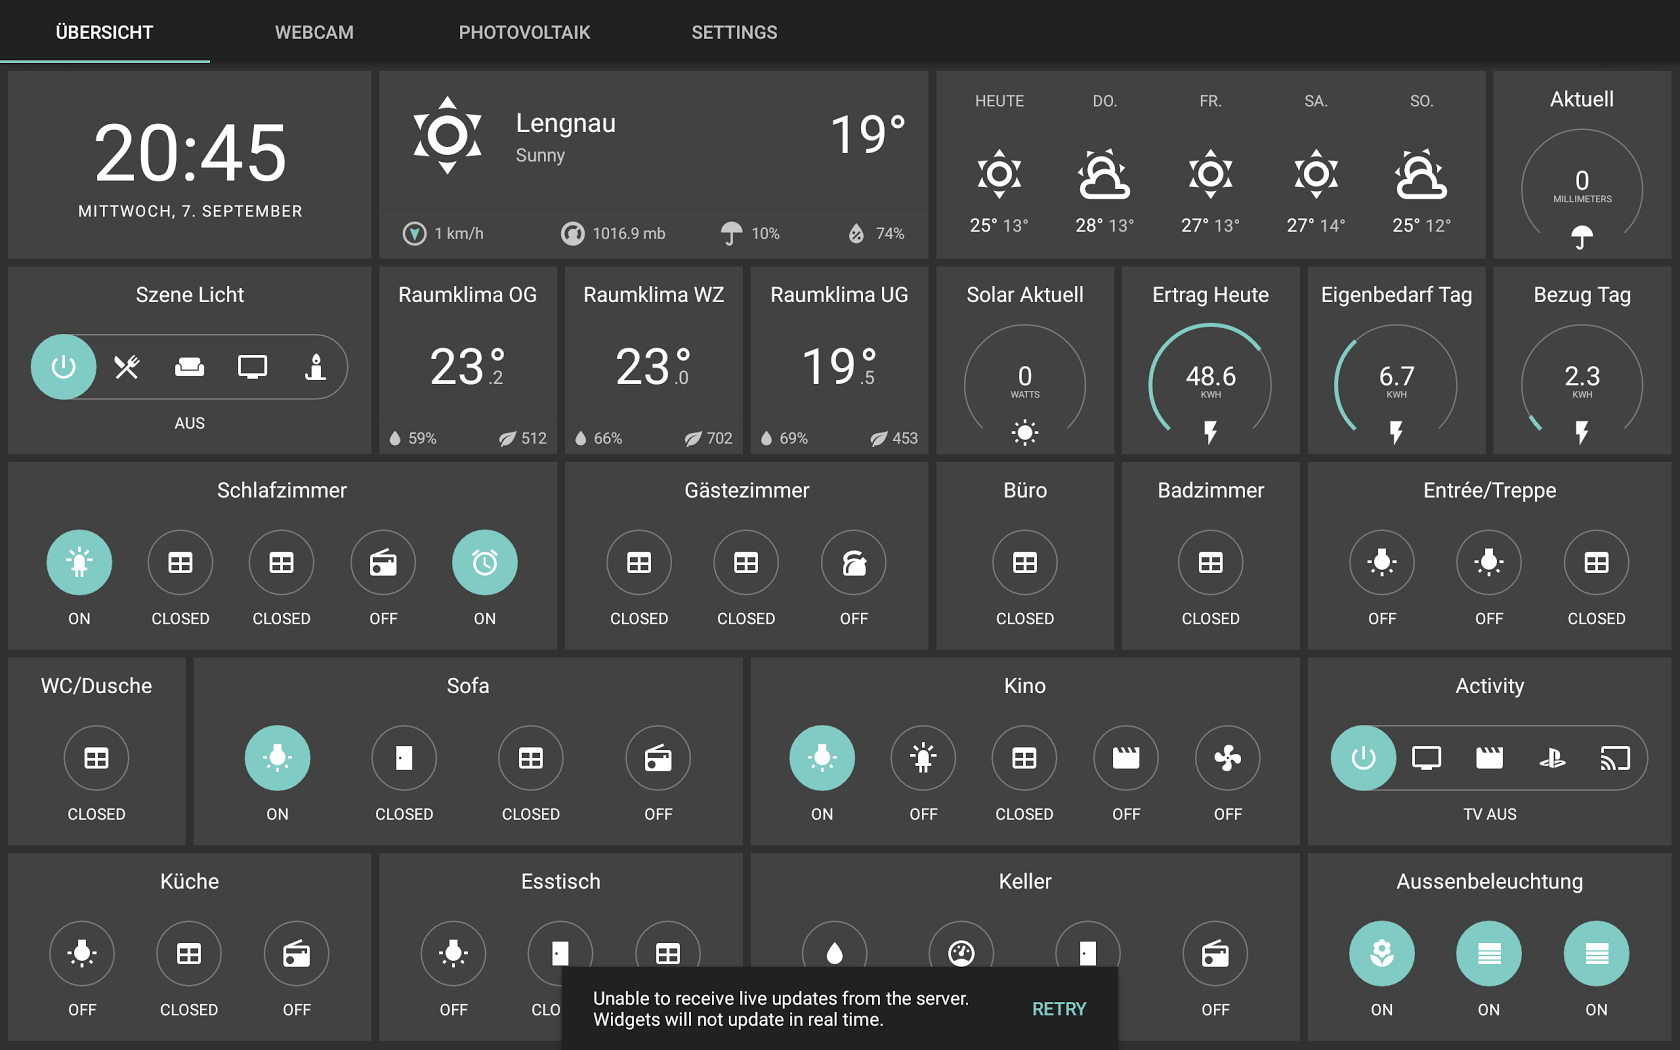 ÜBERSICHT
WEBCAM
PHOTOVOLTAIK
SETTINGS
20:45
MITTWOCH, 7. SEPTEMBER
Lengnau
Sunny
19°
1 km/h
1016.9 mb
10%
74%
HEUTE
DO.
FR.
SA.
SO.
25° 13°
28° 13°
27° 13°
27° 14°
25° 12°
Aktuell
0
MILLIMETERS
Szene Licht
AUS
Raumklima OG
23.2°
59%
512
Raumklima WZ
23.0°
66%
702
Raumklima UG
19.5°
69%
453
Solar Aktuell
0
WATTS
Ertrag Heute
48.6
KWH
Eigenbedarf Tag
6.7
KWH
Bezug Tag
2.3
KWH
Schlafzimmer
ON
CLOSED
CLOSED
OFF
ON
Gästezimmer
CLOSED
CLOSED
OFF
Büro
CLOSED
Badzimmer
CLOSED
Entrée/Treppe
OFF
OFF
CLOSED
WC/Dusche
CLOSED
Sofa
ON
CLOSED
CLOSED
OFF
Kino
ON
OFF
CLOSED
OFF
OFF
Activity
TV AUS
Küche
OFF
CLOSED
OFF
Esstisch
OFF
CLO
Keller
OFF
Aussenbeleuchtung
ON
ON
ON
Unable to receive live updates from the server.
Widgets will not update in real time.
RETRY